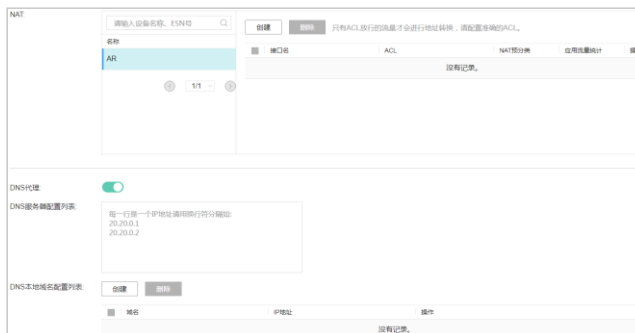 NAT:
请输入设备名称、ESN号
创建 删除 只有ACL放行的流量才会进行地址转换，请配置准确的ACL。
名称
接口名 ACL NAT预分类 应用流量统计
AR
没有记录。
1/1
DNS代理:
DNS服务器配置列表:
每一行是一个IP地址请用换行符分隔如:
20.20.0.1
20.20.0.2
DNS本地域名配置列表:
创建 删除
域名 IP地址 操作
没有记录。